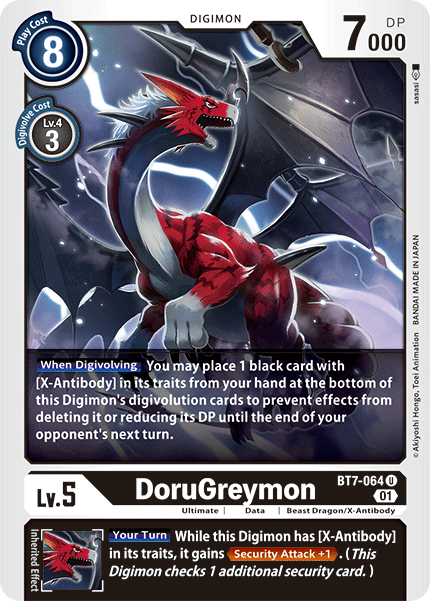 Play Cost
8
DIGIMON
DP
7000
Digivolve Cost
Lv.4
3
sasasi
When Digivolving You may place 1 black card with
[X-Antibody] in its traits from your hand at the bottom of
this Digimon's digivolution cards to prevent effects from
deleting it or reducing its DP until the end of your
opponent's next turn.
© Akiyoshi Hongo, Toei Animation BANDAI MADE IN JAPAN
Lv.5
DoruGreymon
BT7-064 U
01
Ultimate | Data | Beast Dragon/X-Antibody
Inherited Effect
Your Turn While this Digimon has [X-Antibody]
in its traits, it gains Security Attack +1. (This
Digimon checks 1 additional security card.)